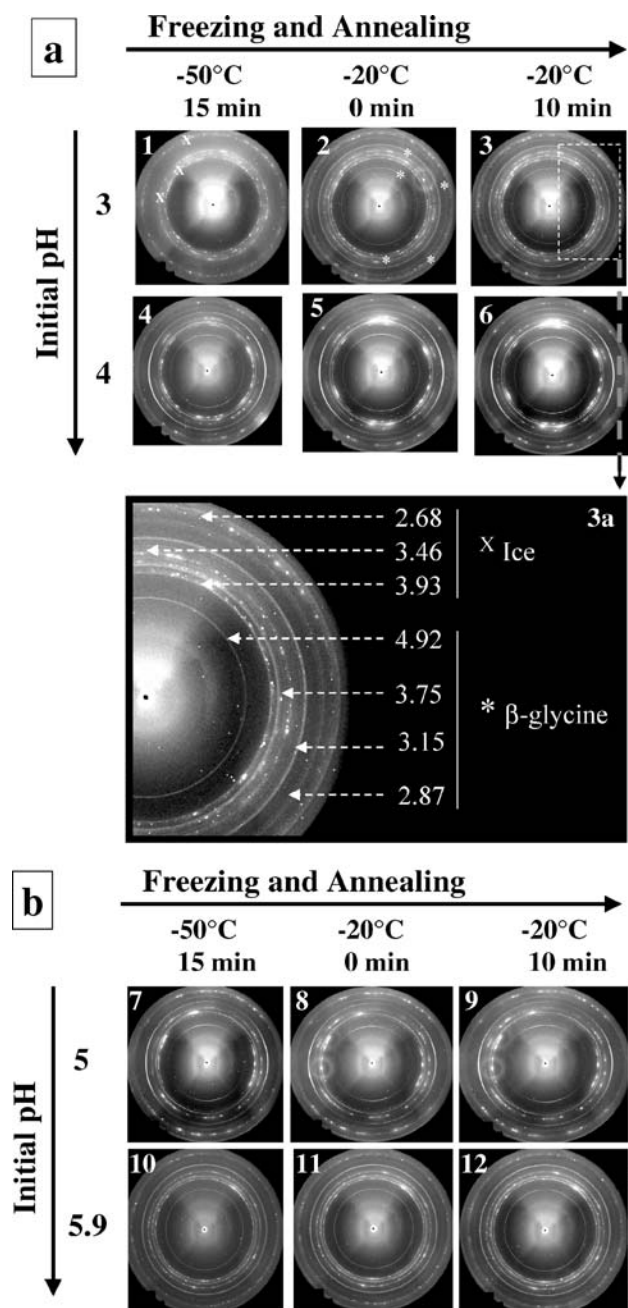 a
Freezing and Annealing
-50°C -20°C -20°C
15 min 0 min 10 min
Initial pH
3
1 x x x
2 * * * * *
3
4
4
5
6
3a
2.68
3.46
3.93
x Ice
4.92
3.75
3.15
2.87
* β-glycine
b
Freezing and Annealing
-50°C -20°C -20°C
15 min 0 min 10 min
Initial pH
5
7
8
9
5.9
10
11
12